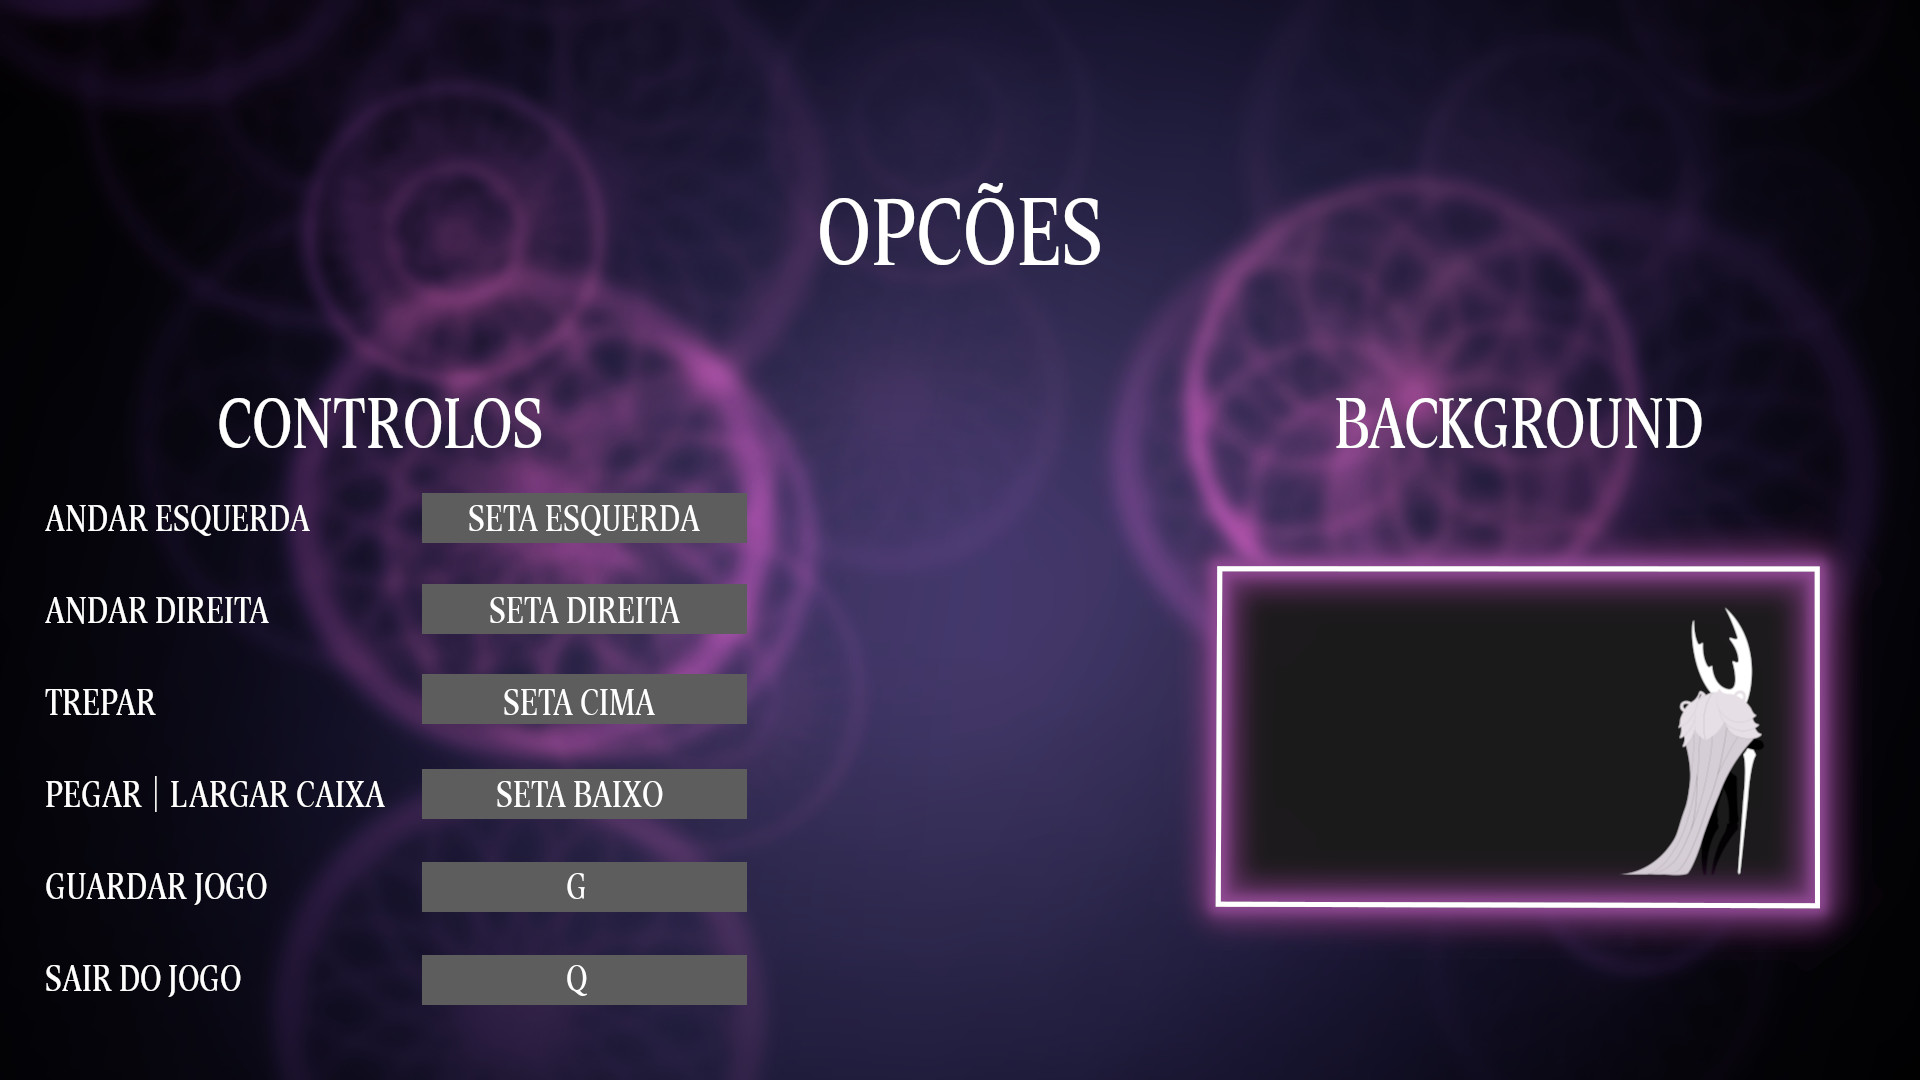 OPCÕES
CONTROLOS
ANDAR ESQUERDA SETA ESQUERDA
ANDAR DIREITA SETA DIREITA
TREPAR SETA CIMA
PEGAR | LARGAR CAIXA SETA BAIXO
GUARDAR JOGO G
SAIR DO JOGO Q
BACKGROUND